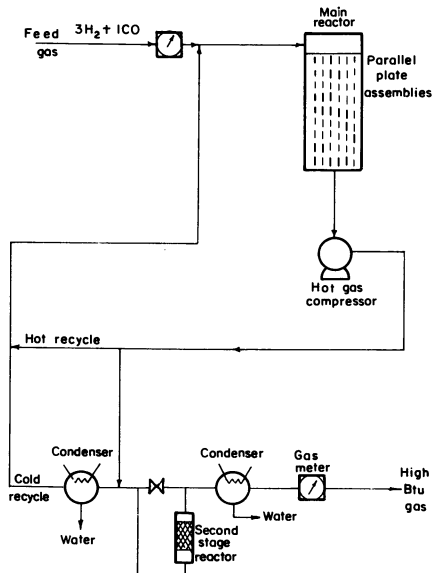 Main
reactor
Feed
gas
3H₂ + 1CO
Parallel
plate
assemblies
Hot gas
compressor
Hot recycle
Condenser
Condenser
Gas
meter
High
Btu
gas
Cold
recycle
Water
Water
Second
stage
reactor